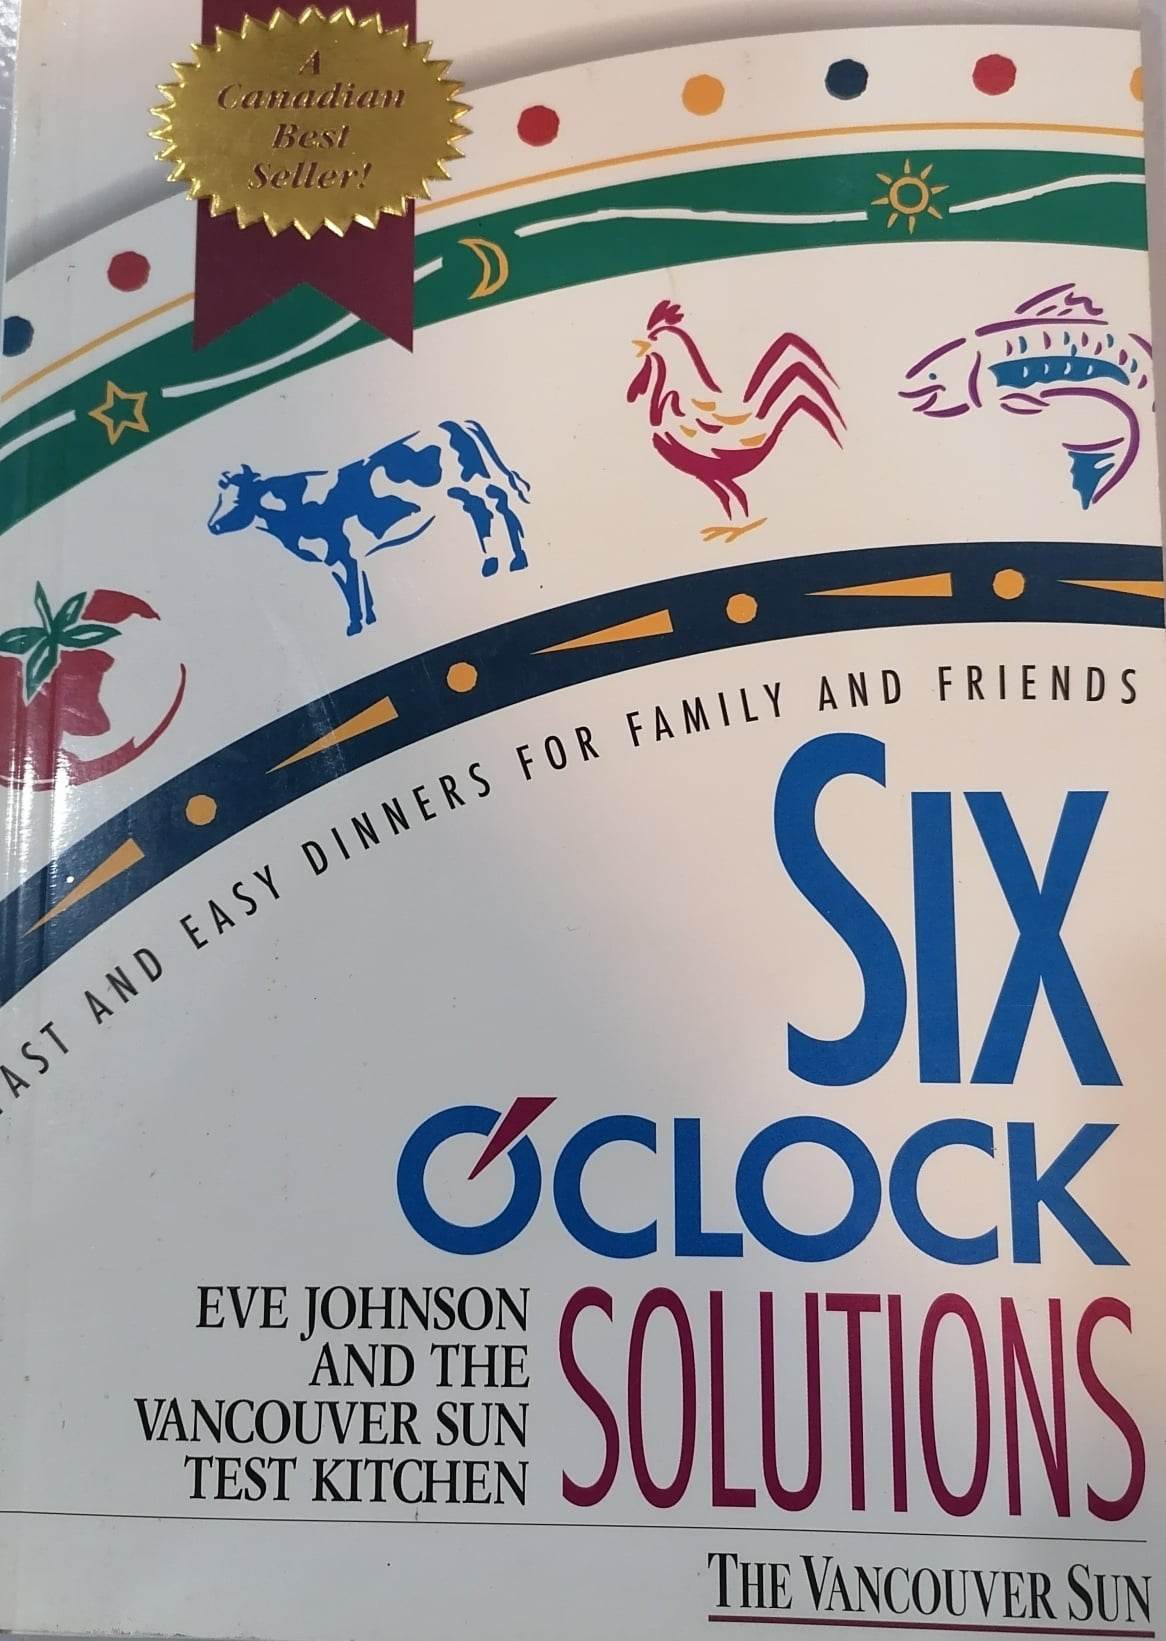 A
Canadian
Best
Seller!
FAST AND EASY DINNERS FOR FAMILY AND FRIENDS
SIX
O'CLOCK
SOLUTIONS
EVE JOHNSON
AND THE
VANCOUVER SUN
TEST KITCHEN
THE VANCOUVER SUN